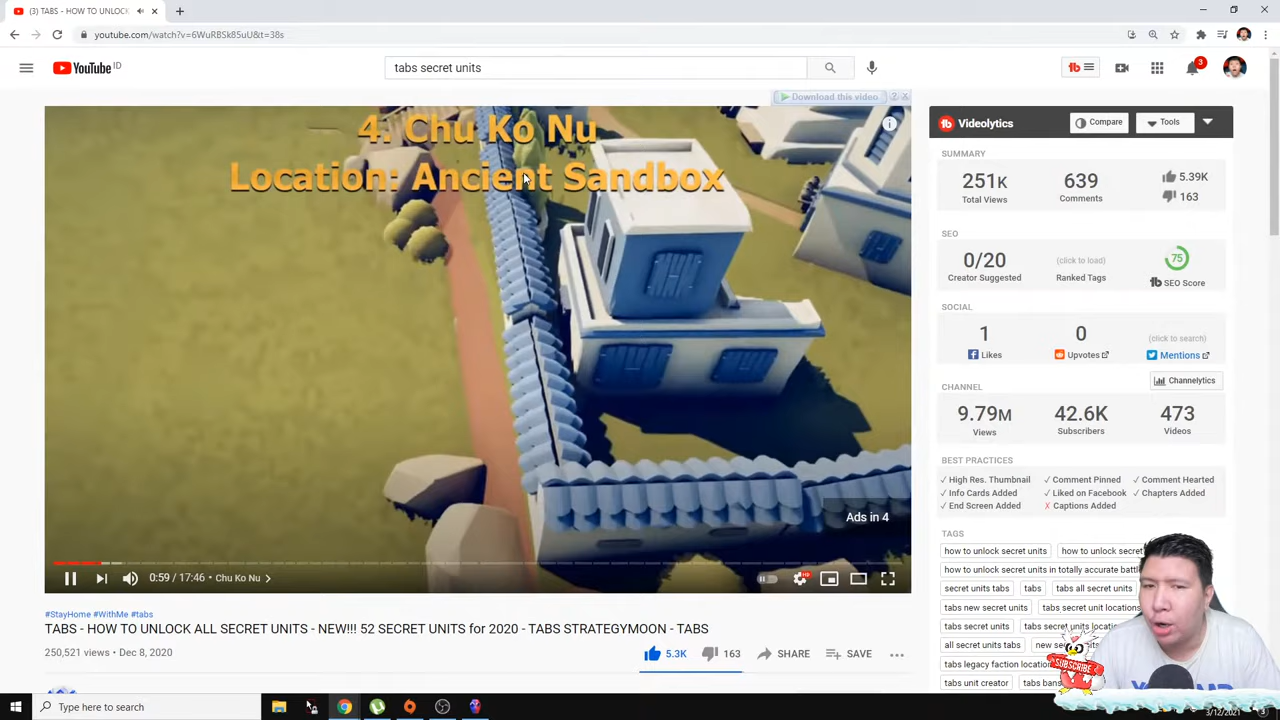 (3) TABS - HOW TO UNLOCK
youtube.com/watch?v=6WuRBSk85uU&t=38s
YouTube ID
tabs secret units
3
Download this video
4. Chu Ko Nu
Location: Ancient Sandbox
Ads in 4
0:59 / 17:46 • Chu Ko Nu
#StayHome #WithMe #tabs
TABS - HOW TO UNLOCK ALL SECRET UNITS - NEW!!! 52 SECRET UNITS for 2020 - TABS STRATEGYMOON - TABS
250,521 views • Dec 8, 2020
5.3K 163 SHARE SAVE
Videolytics Compare Tools
SUMMARY
251K 639 5.39K
Total Views Comments 163
SEO
0/20 (click to load) 75
Creator Suggested Ranked Tags SEO Score
SOCIAL
1 0 (click to search)
Likes Upvotes Mentions
CHANNEL Channelytics
9.79M 42.6K 473
Views Subscribers Videos
BEST PRACTICES
✓ High Res. Thumbnail ✓ Comment Pinned ✓ Comment Hearted
✓ Info Cards Added ✓ Liked on Facebook ✓ Chapters Added
✓ End Screen Added X Captions Added
TAGS
how to unlock secret units how to unlock secret
how to unlock secret units in totally accurate battl
secret units tabs tabs tabs all secret units
tabs new secret units tabs secret unit locations
tabs secret units tabs secret units
all secret units tabs new
tabs legacy faction
tabs unit creator tabs
SUBSCRIBE
Type here to search
3/12/2021